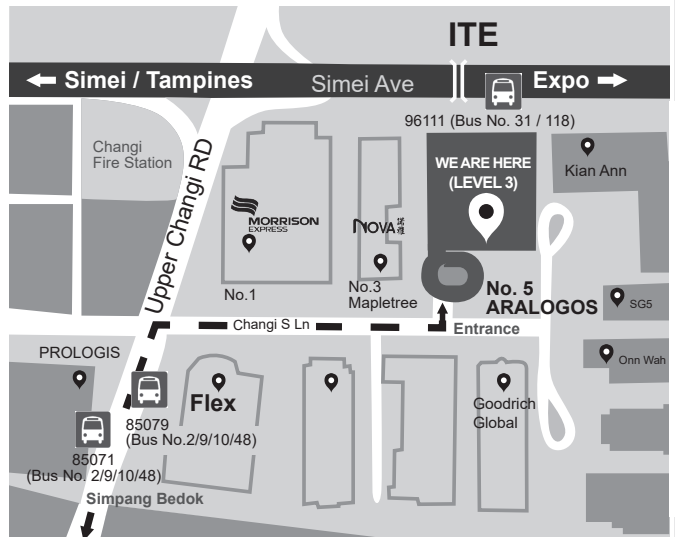 ITE
Simei / Tampines
Simei Ave
Expo
96111 (Bus No. 31 / 118)
Changi
Fire Station
Upper Changi RD
WE ARE HERE
(LEVEL 3)
Kian Ann
MORRISON
EXPRESS
NOVA
No.1
No.3
Mapletree
No. 5
ARALOGOS
SG5
Changi S Ln
Entrance
PROLOGIS
Onn Wah
Flex
Goodrich
Global
85079
(Bus No.2/9/10/48)
85071
(Bus No. 2/9/10/48)
Simpang Bedok